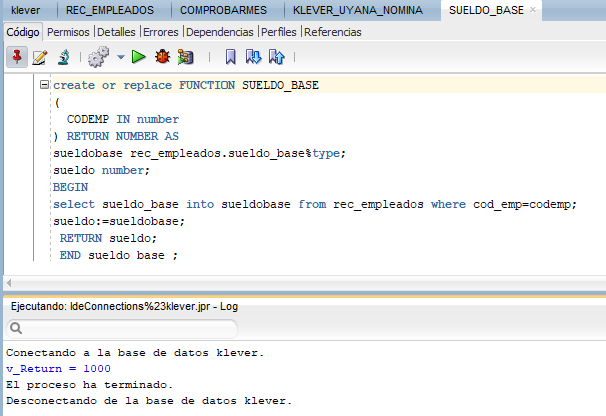 klever REC_EMPLEADOS COMPROBARMES KLEVER_UYANA_NOMINA SUELDO_BASE
Código Permisos Detalles Errores Dependencias Perfiles Referencias
create or replace FUNCTION SUELDO_BASE
(
CODEMP IN number
) RETURN NUMBER AS
sueldobase rec_empleados.sueldo_base%type;
sueldo number;
BEGIN
select sueldo_base into sueldobase from rec_empleados where cod_emp=codemp;
sueldo:=sueldobase;
RETURN sueldo;
END sueldo_base ;
Ejecutando: IdeConnections%23klever.jpr - Log
Conectando a la base de datos klever.
v_Return = 1000
El proceso ha terminado.
Desconectando de la base de datos klever.